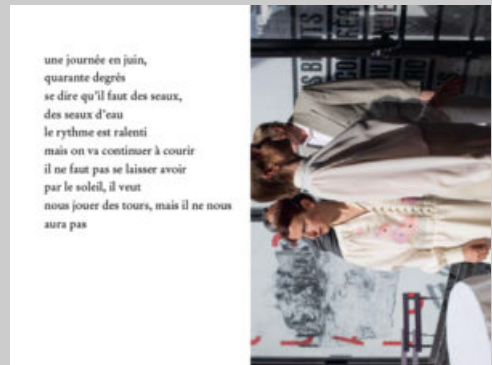 une journée en juin,
quarante degrés
se dire qu'il faut des seaux,
des seaux d'eau
le rythme est ralenti
mais on va continuer à courir
il ne faut pas se laisser avoir
par le soleil, il veut
nous jouer des tours, mais il ne nous
aura pas